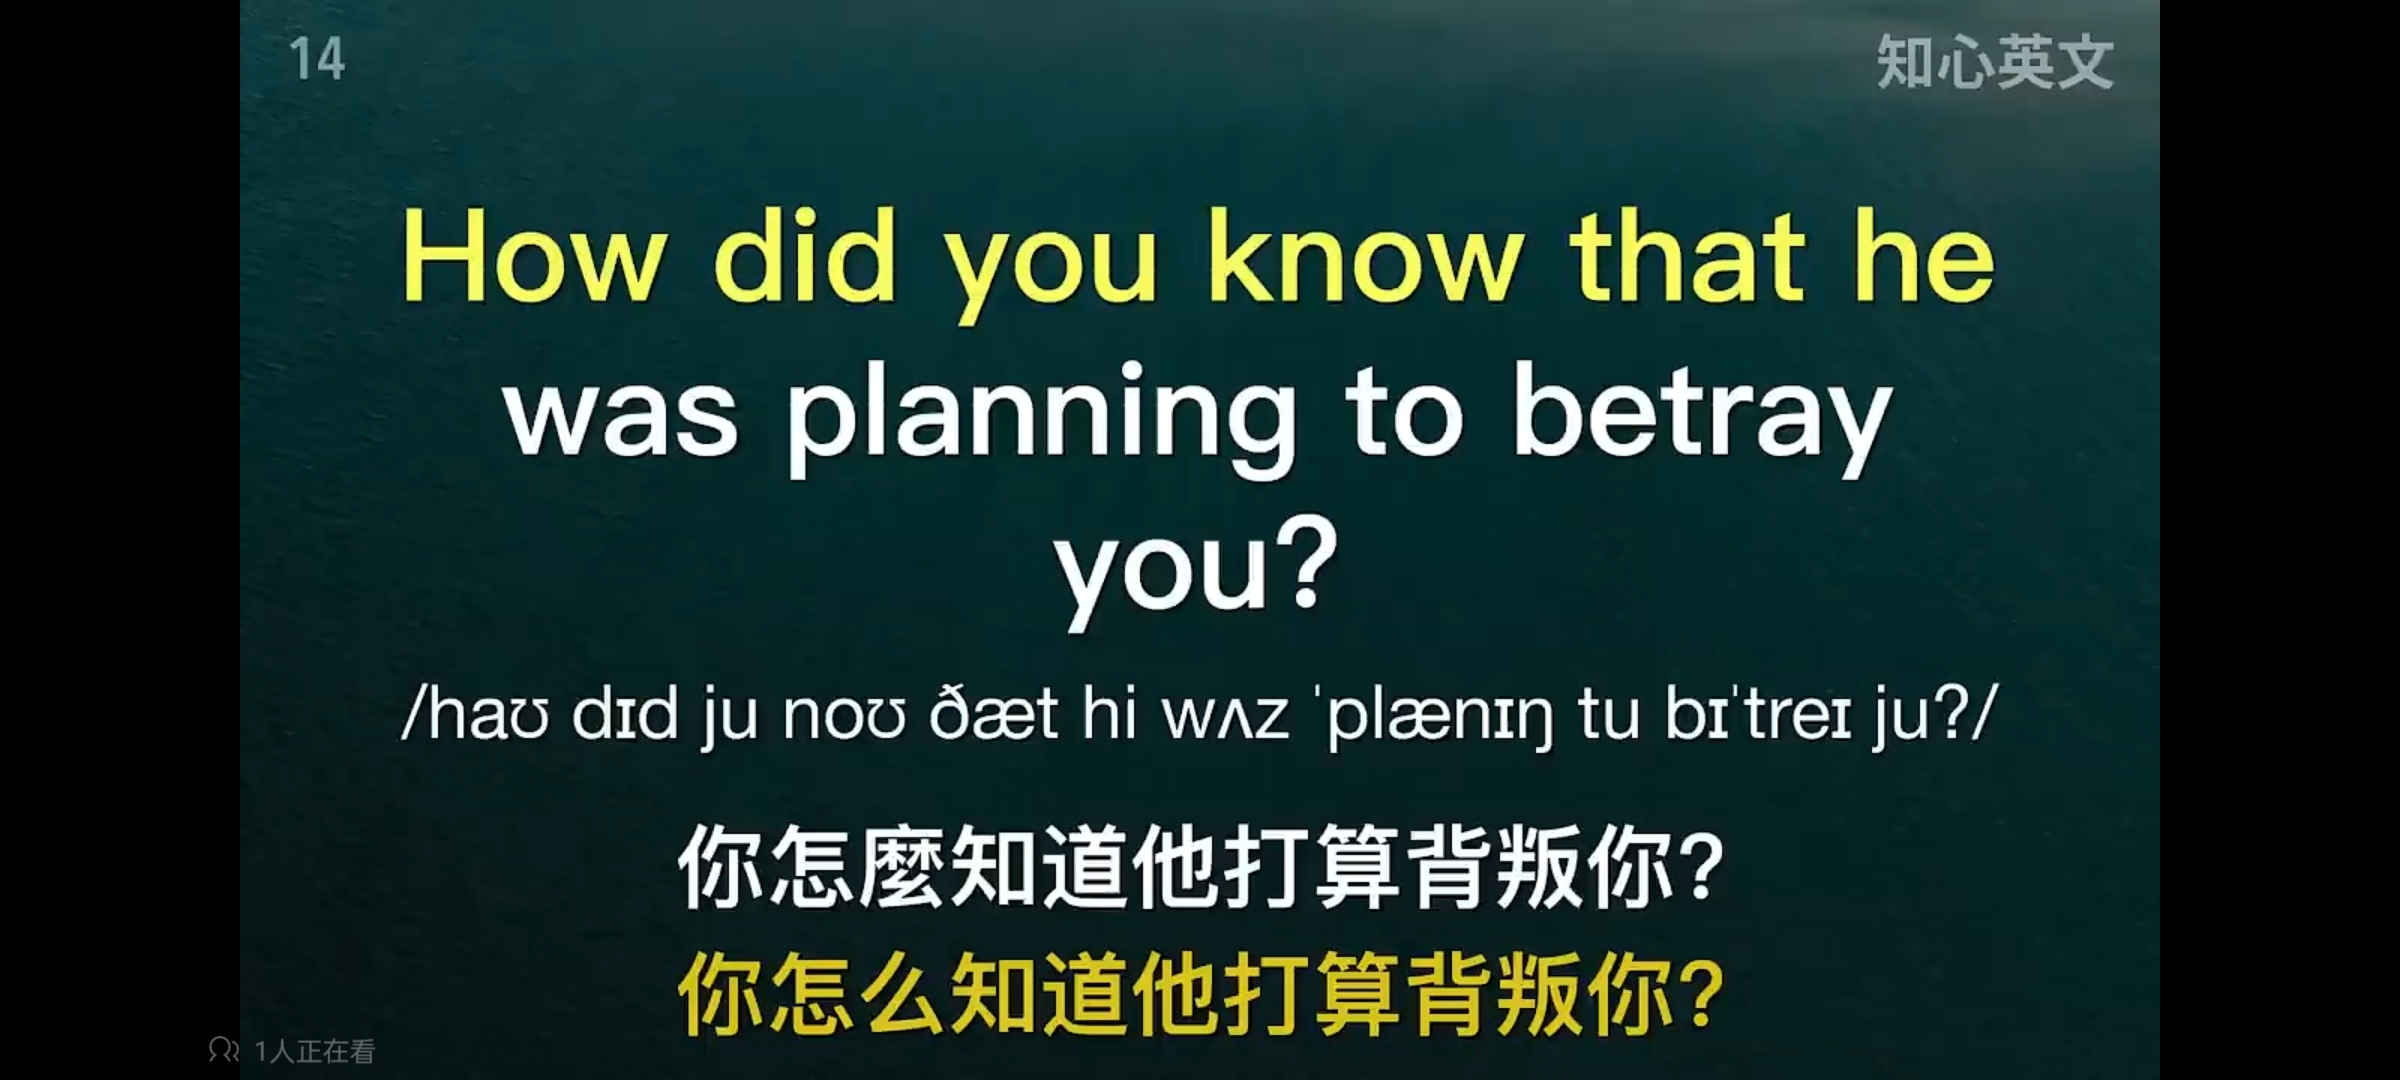 14
知心英文
How did you know that he
was planning to betray
you?
/haʊ dɪd ju noʊ ðæt hi wʌz ˈplænɪŋ tu bɪˈtreɪ ju?/
你怎麼知道他打算背叛你?
你怎么知道他打算背叛你?
1人正在看